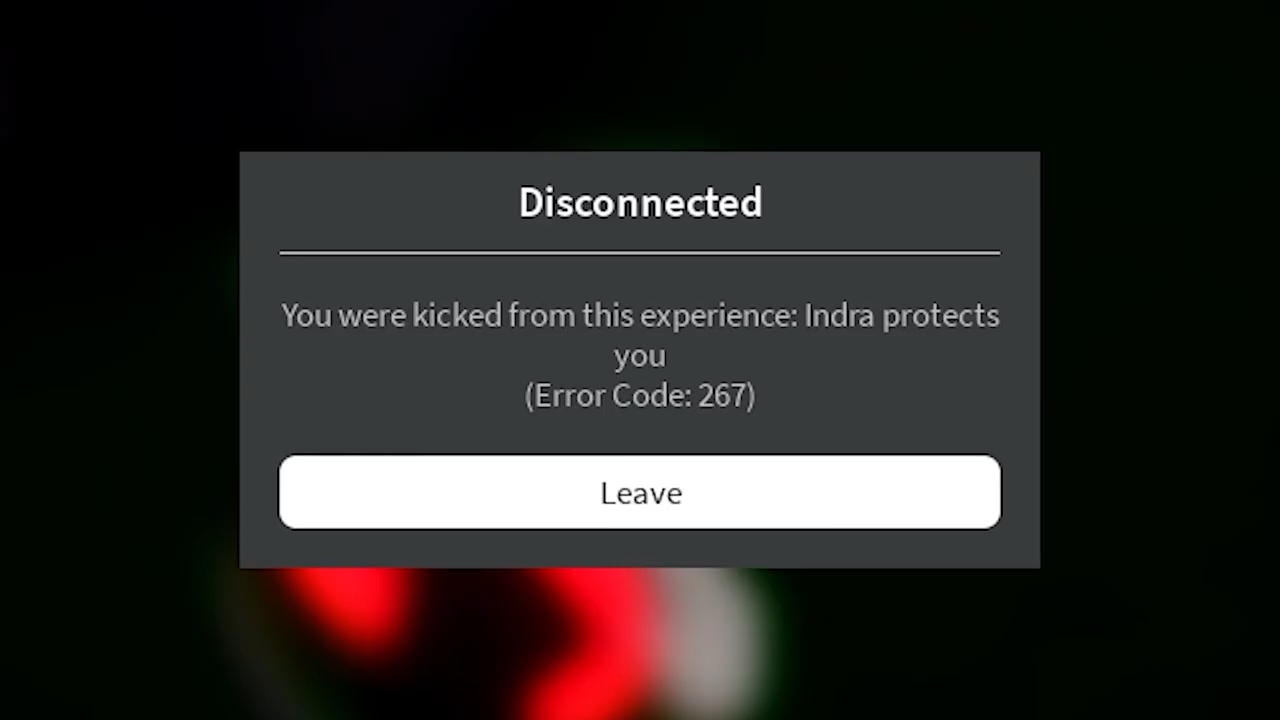 Disconnected
You were kicked from this experience: Indra protects
you
(Error Code: 267)
Leave